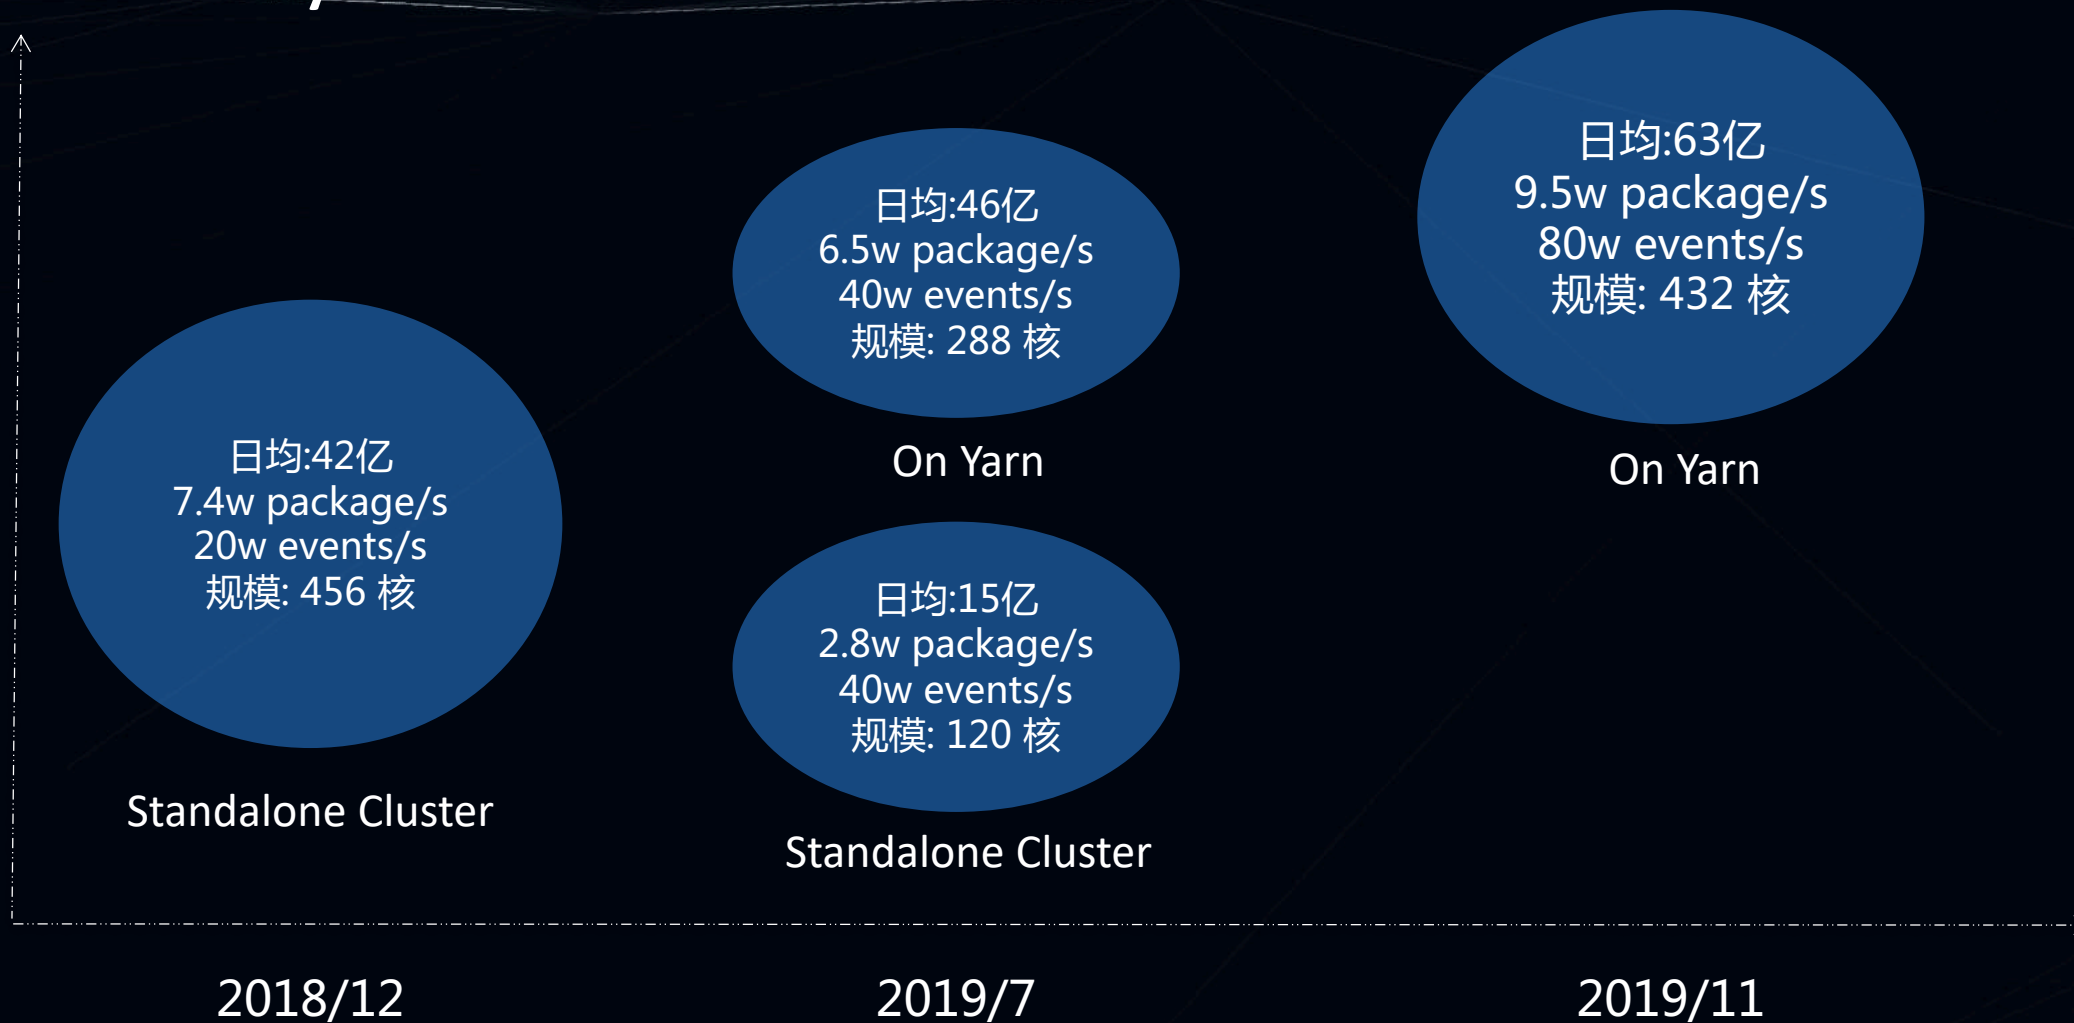 日均:42亿
7.4w package/s
20w events/s
规模: 456 核
Standalone Cluster
日均:46亿
6.5w package/s
40w events/s
规模: 288 核
On Yarn
日均:15亿
2.8w package/s
40w events/s
规模: 120 核
Standalone Cluster
日均:63亿
9.5w package/s
80w events/s
规模: 432 核
On Yarn
2018/12
2019/7
2019/11